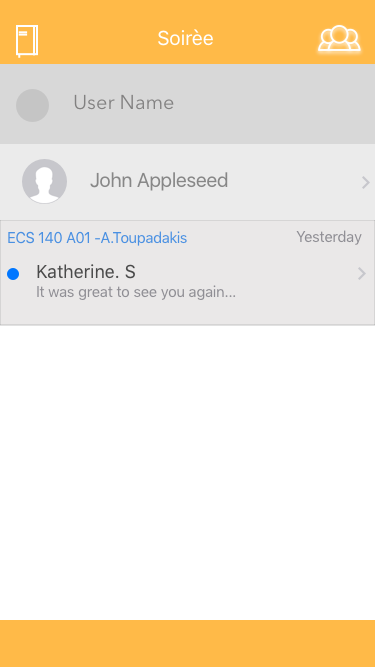 Soirèe
User Name
John Appleseed
ECS 140 A01 -A.Toupadakis
Yesterday
Katherine. S
It was great to see you again...